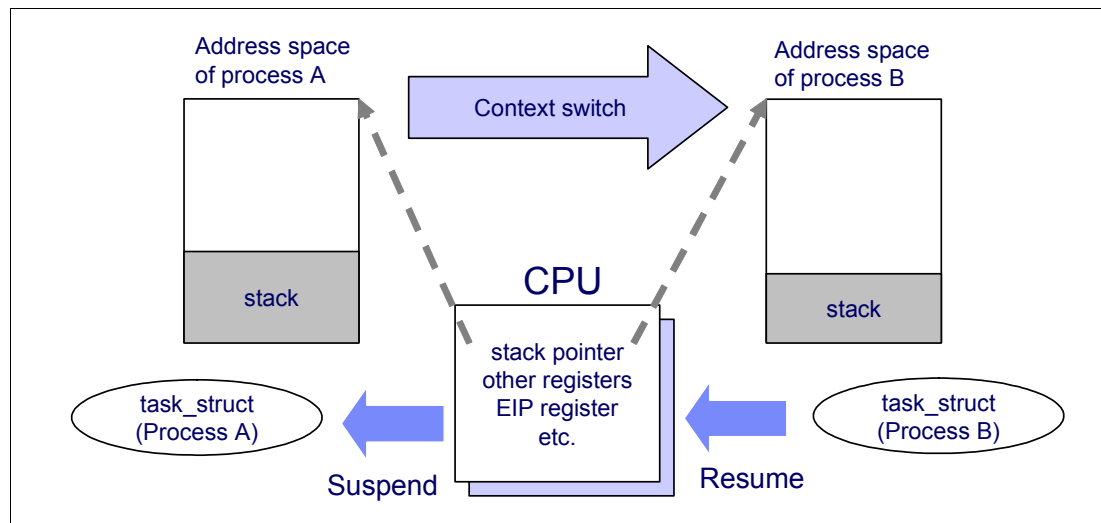 Address space
of process A
Context switch
Address space
of process B
stack
CPU
stack
stack pointer
other registers
EIP register
etc.
task_struct
(Process A)
task_struct
(Process B)
Suspend
Resume